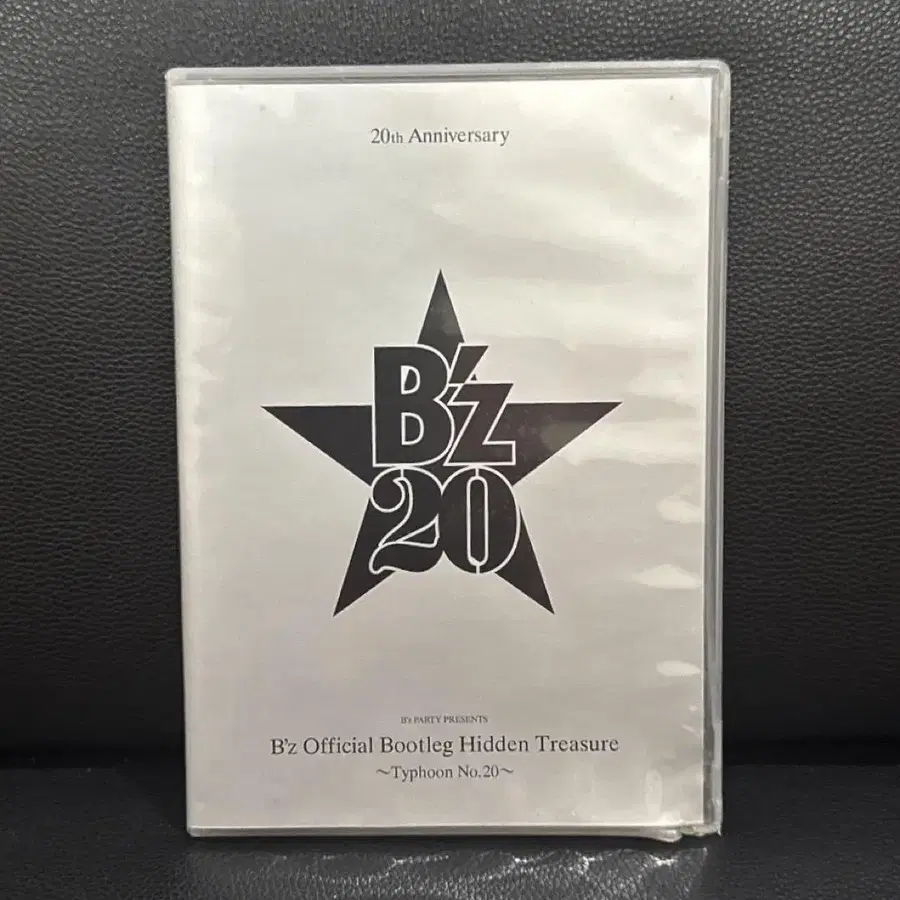 20th Anniversary
B'z
20
B'z PARTY PRESENTS
B'z Official Bootleg Hidden Treasure
～Typhoon No.20～